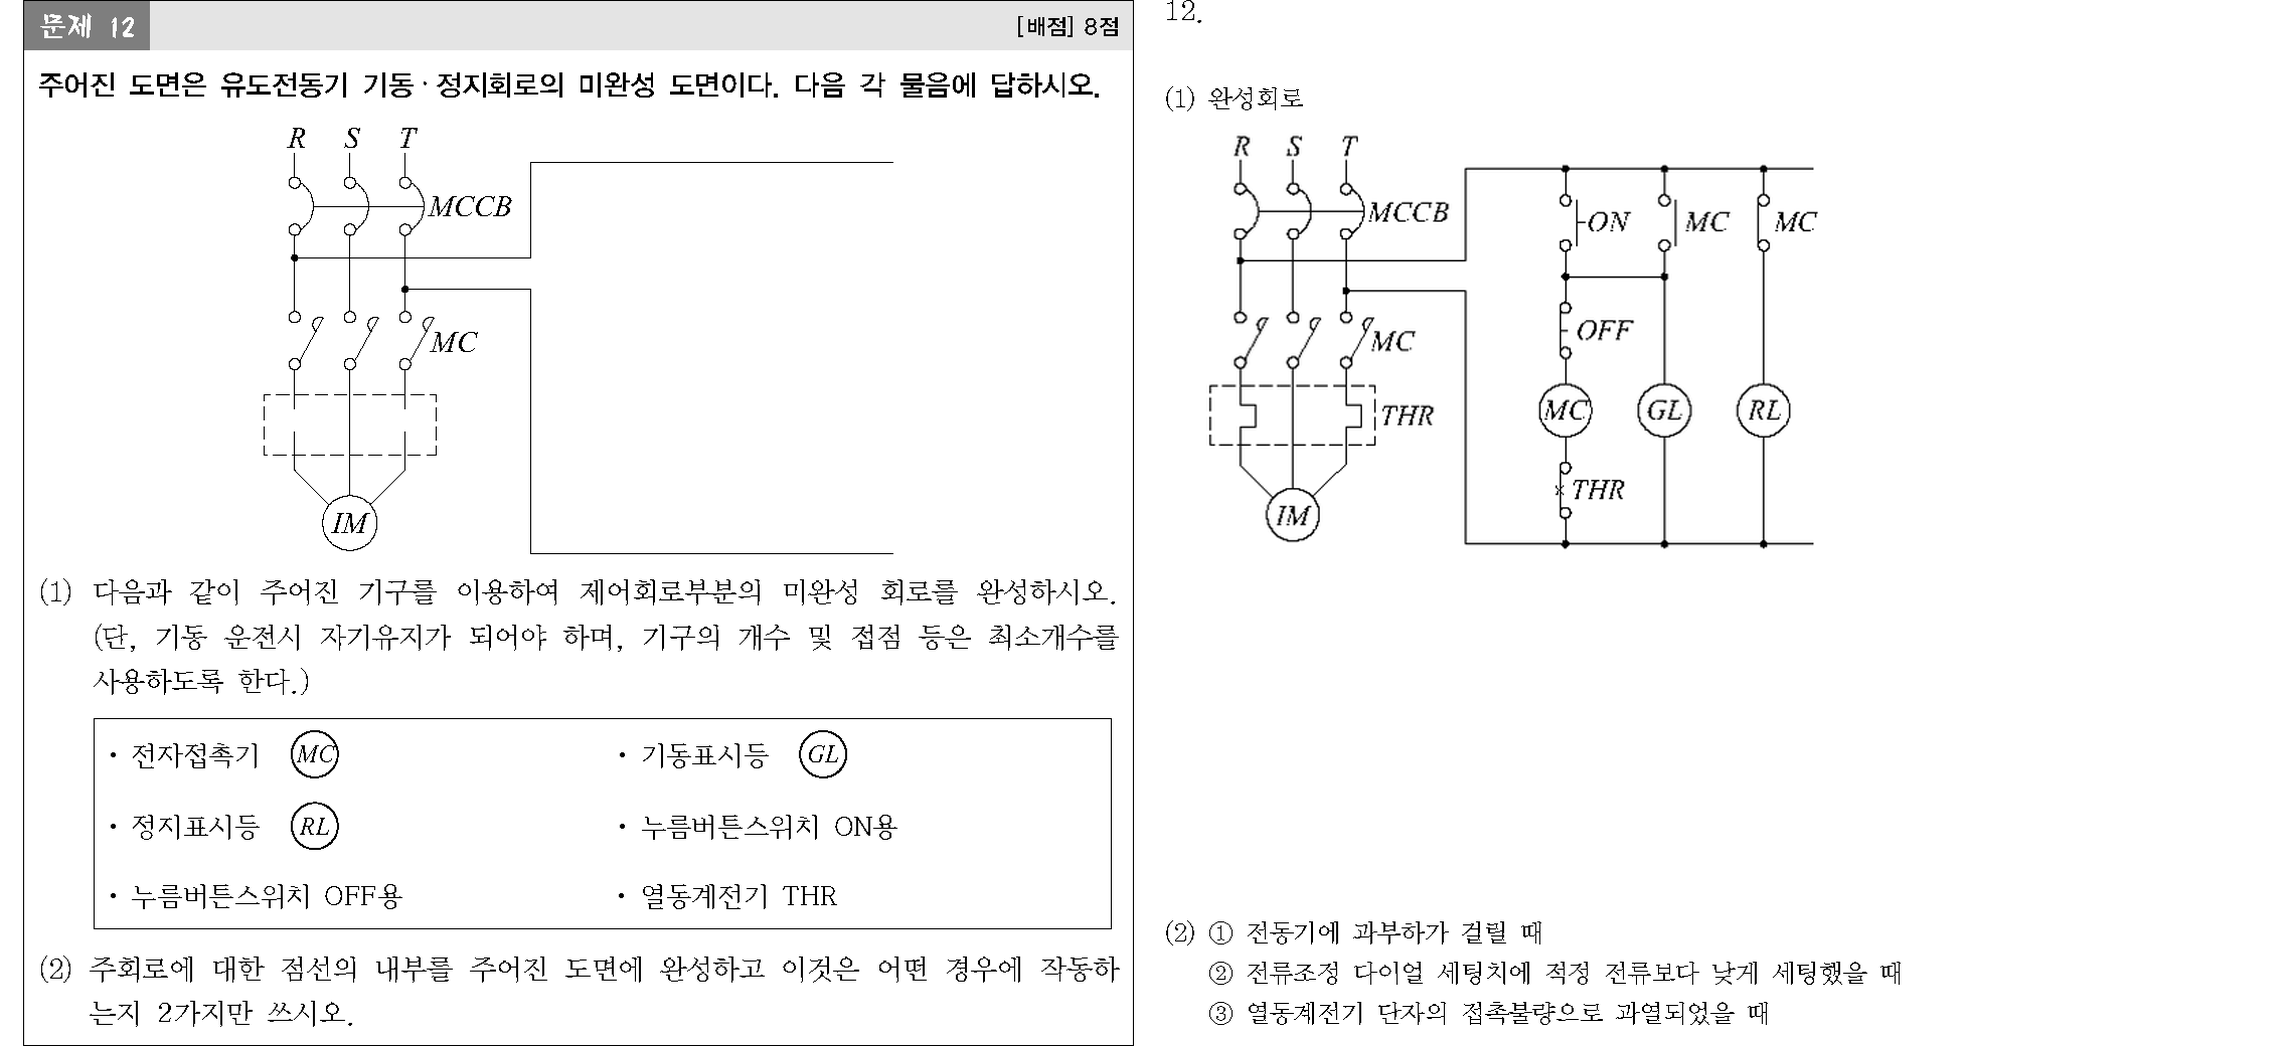 문제 12
[배점] 8점
주어진 도면은 유도전동기 기동·정지회로의 미완성 도면이다. 다음 각 물음에 답하시오.
R S T
MCCB
MC
IM
(1) 다음과 같이 주어진 기구를 이용하여 제어회로부분의 미완성 회로를 완성하시오.
(단, 기동 운전시 자기유지가 되어야 하며, 기구의 개수 및 접점 등은 최소개수를
사용하도록 한다.)
· 전자접촉기 MC
· 기동표시등 GL
· 정지표시등 RL
· 누름버튼스위치 ON용
· 누름버튼스위치 OFF용
· 열동계전기 THR
(2) 주회로에 대한 점선의 내부를 주어진 도면에 완성하고 이것은 어떤 경우에 작동하
는지 2가지만 쓰시오.
12.
(1) 완성회로
R S T
MCCB
ON MC MC
OFF
MC
THR
MC GL RL
THR
IM
(2) ① 전동기에 과부하가 걸릴 때
② 전류조정 다이얼 세팅치에 적정 전류보다 낮게 세팅했을 때
③ 열동계전기 단자의 접촉불량으로 과열되었을 때